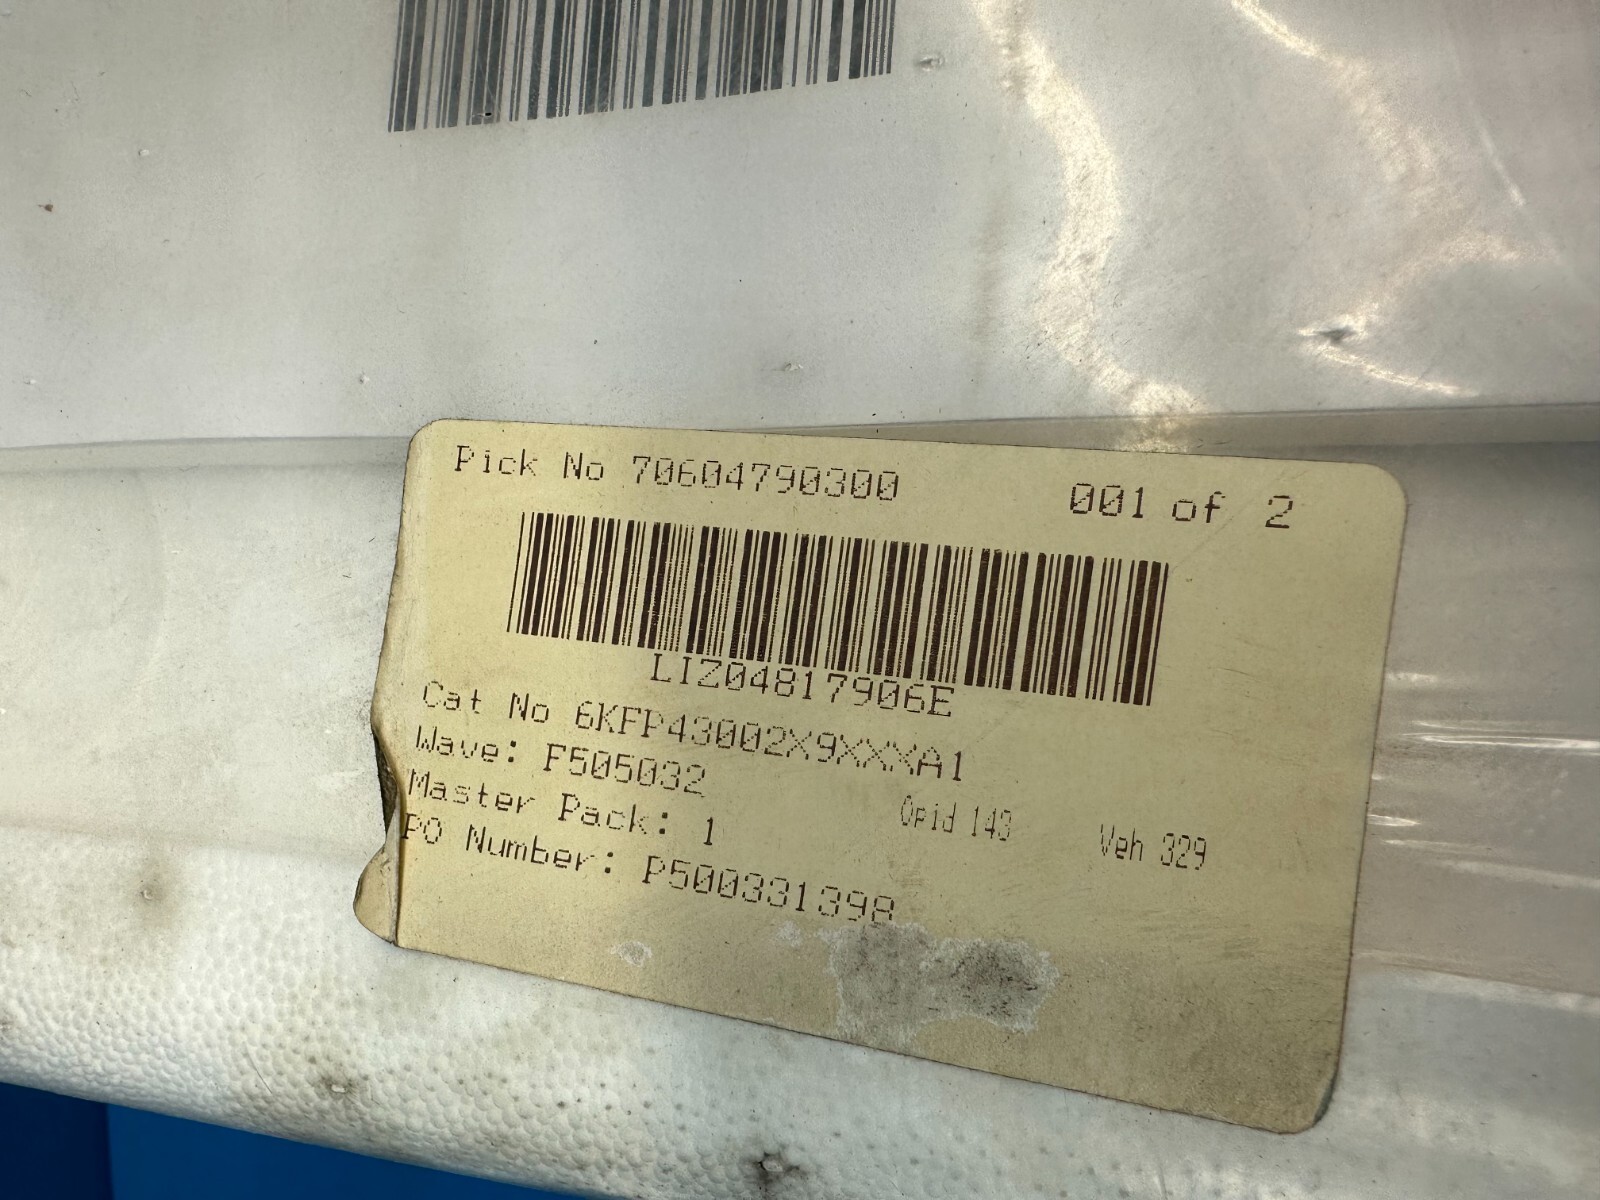 Pick No 70604790300 001 of 2
LIZ04817906E
Cat No 6KFP43002X9XXXA1
Wave: F505032
Master Pack: 1 Opid 143 Veh 329
PO Number: P500331398